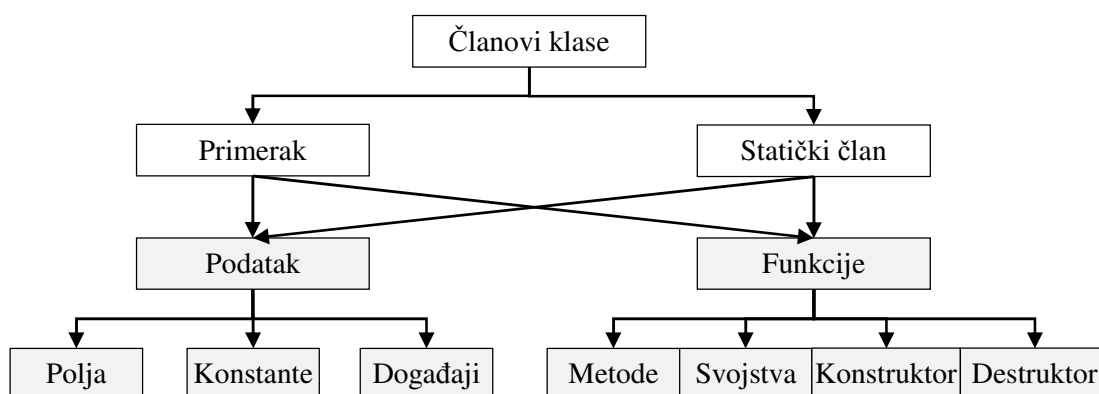 Članovi klase
Primerak
Statički član
Podatak
Funkcije
Polja
Konstante
Događaji
Metode
Svojstva
Konstruktor
Destruktor